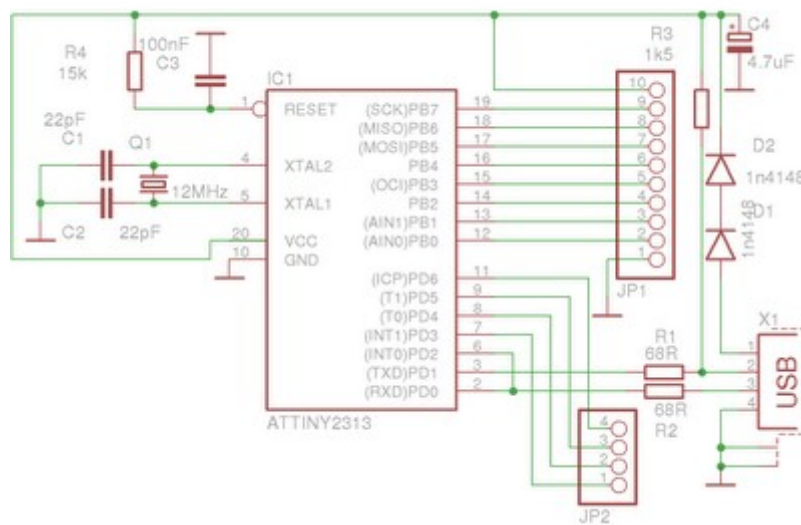 R4
15k
100nF
C3
22pF
C1
Q1
12MHz
C2
22pF
IC1
1
RESET
4
XTAL2
5
XTAL1
20
VCC
10
GND
(SCK)PB7
19
(MISO)PB6
18
(MOSI)PB5
17
PB4
16
(OCI)PB3
15
PB2
14
(AIN1)PB1
13
(AIN0)PB0
12
(ICP)PD6
11
(T1)PD5
9
(T0)PD4
8
(INT1)PD3
7
(INT0)PD2
6
(TXD)PD1
3
(RXD)PD0
2
ATTINY2313
10
9
8
7
6
5
4
3
2
1
JP1
R3
1k5
+
C4
4.7uF
D2
1n4148
D1
1n4148
R1
68R
68R
R2
4
3
2
1
JP2
X1
1
2
3
4
USB